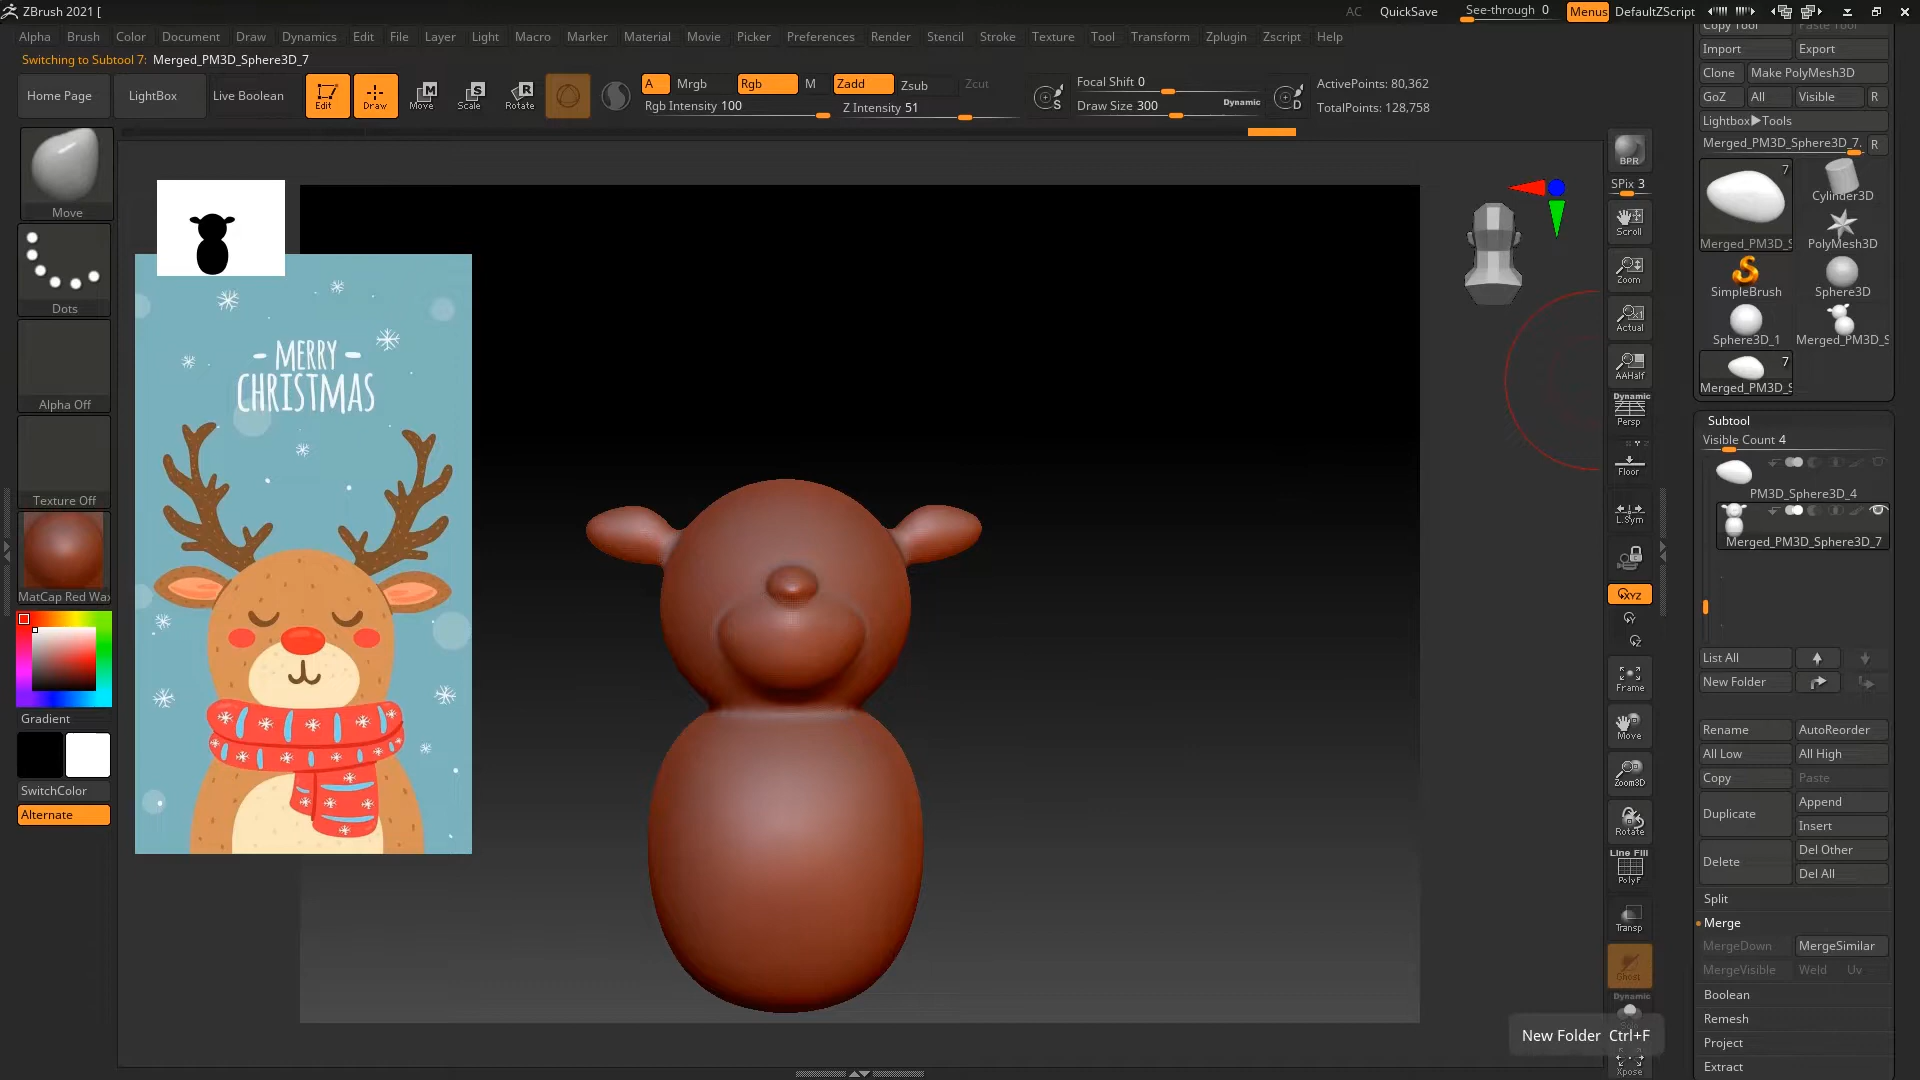 ZBrush 2021 [
AC
QuickSave
See-through 0
Menus
DefaultZScript
Alpha
Brush
Color
Document
Draw
Dynamics
Edit
File
Layer
Light
Macro
Marker
Material
Movie
Picker
Preferences
Render
Stencil
Stroke
Texture
Tool
Transform
Zplugin
Zscript
Help
Switching to Subtool 7: Merged_PM3D_Sphere3D_7
Home Page
LightBox
Live Boolean
Edit
Draw
Move
Scale
Rotate
A
Mrgb
Rgb
M
Zadd
Zsub
Zcut
Rgb Intensity 100
Z Intensity 51
Focal Shift 0
Draw Size 300
Dynamic
ActivePoints: 80,362
TotalPoints: 128,758
Move
Dots
Alpha Off
Texture Off
MatCap Red Wax
Gradient
SwitchColor
Alternate
MERRY
CHRISTMAS
BPR
SPix 3
Scroll
Zoom
Actual
AAHalf
Dynamic
Persp
Floor
L.Sym
XYZ
Frame
Move
Zoom3D
Rotate
Line Fill
PolyF
Transp
Ghost
Dynamic
Xpose
Copy Tool
Paste Tool
Import
Export
Clone
Make PolyMesh3D
GoZ
All
Visible
R
Lightbox▶Tools
Merged_PM3D_Sphere3D_7.
R
7
Merged_PM3D_S
Cylinder3D
PolyMesh3D
SimpleBrush
Sphere3D
Sphere3D_1
Merged_PM3D_S
7
Merged_PM3D_S
Subtool
Visible Count 4
PM3D_Sphere3D_4
Merged_PM3D_Sphere3D_7
List All
New Folder
Rename
AutoReorder
All Low
All High
Copy
Paste
Duplicate
Append
Insert
Delete
Del Other
Del All
Split
Merge
MergeDown
MergeSimilar
MergeVisible
Weld
Uv
Boolean
Remesh
Project
Extract
New Folder Ctrl+F